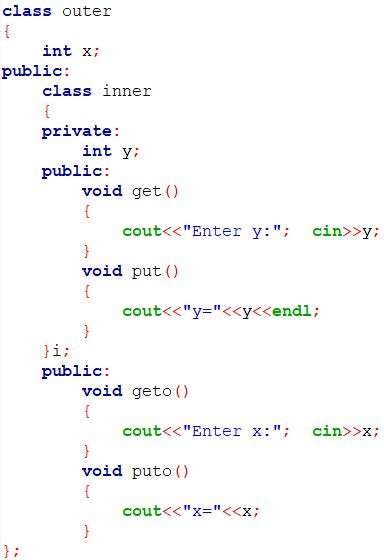 class outer
{
    int x;
public:
    class inner
    {
    private:
        int y;
    public:
        void get()
        {
            cout<<"Enter y:";  cin>>y;
        }
        void put()
        {
            cout<<"y="<<y<<endl;
        }
    }i;
    public:
        void geto()
        {
            cout<<"Enter x:";  cin>>x;
        }
        void puto()
        {
            cout<<"x="<<x;
        }
};